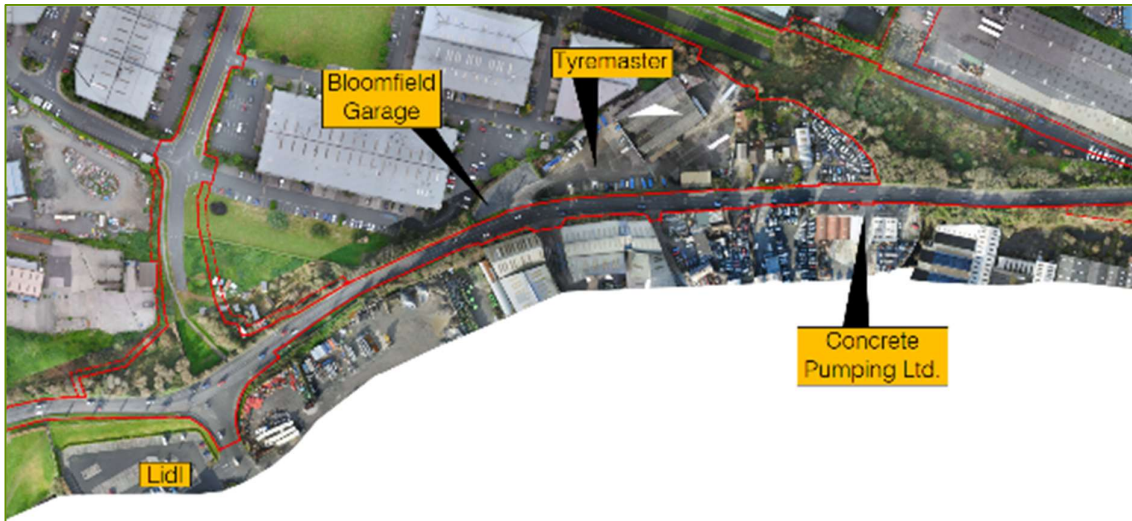 Tyremaster
Bloomfield
Garage
Concrete
Pumping Ltd.
Lidl